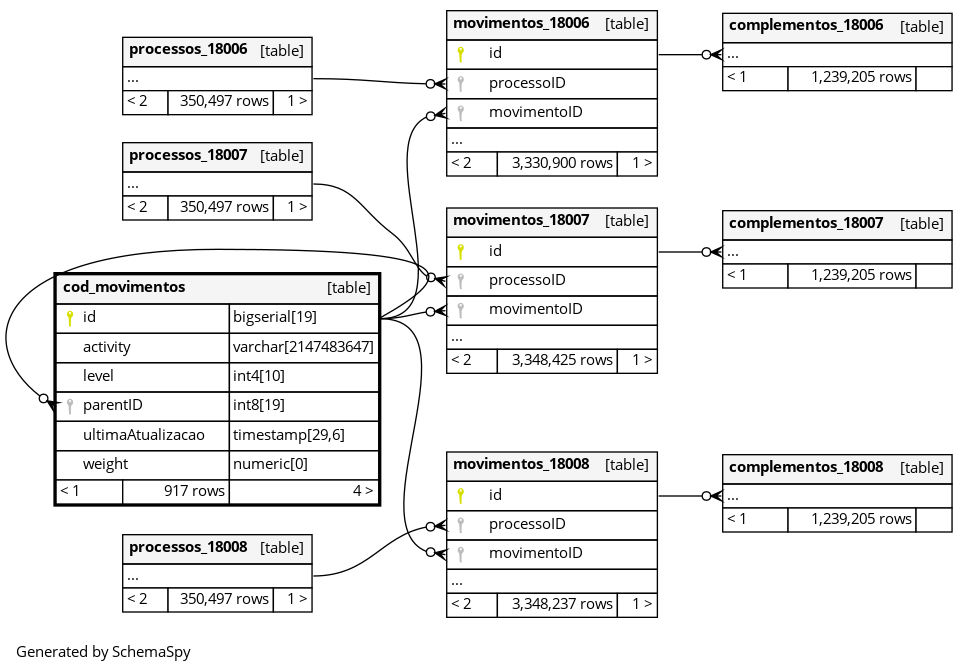 processos_18006 [table]
...
< 2 350,497 rows 1 >
processos_18007 [table]
...
< 2 350,497 rows 1 >
cod_movimentos [table]
id bigserial[19]
activity varchar[2147483647]
level int4[10]
parentID int8[19]
ultimaAtualizacao timestamp[29,6]
weight numeric[0]
< 1 917 rows 4 >
processos_18008 [table]
...
< 2 350,497 rows 1 >
movimentos_18006 [table]
id
processoID
movimentoID
...
< 2 3,330,900 rows 1 >
movimentos_18007 [table]
id
processoID
movimentoID
...
< 2 3,348,425 rows 1 >
movimentos_18008 [table]
id
processoID
movimentoID
...
< 2 3,348,237 rows 1 >
complementos_18006 [table]
...
< 1 1,239,205 rows
complementos_18007 [table]
...
< 1 1,239,205 rows
complementos_18008 [table]
...
< 1 1,239,205 rows
Generated by SchemaSpy